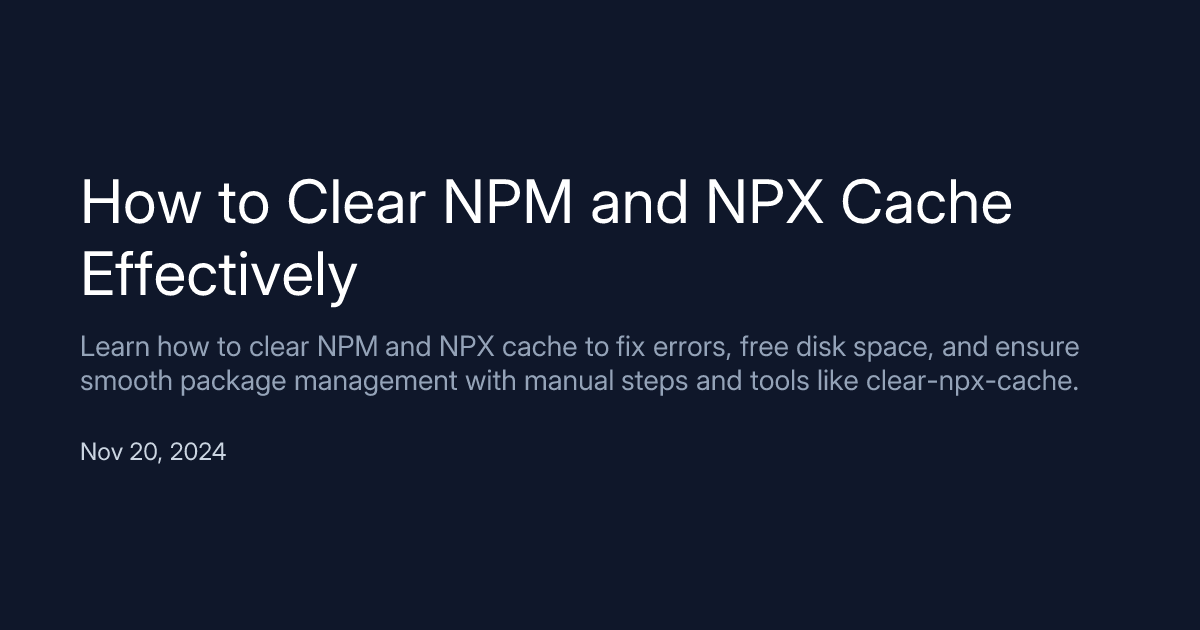 How to Clear NPM and NPX Cache
Effectively
Learn how to clear NPM and NPX cache to fix errors, free disk space, and ensure
smooth package management with manual steps and tools like clear-npx-cache.
Nov 20, 2024